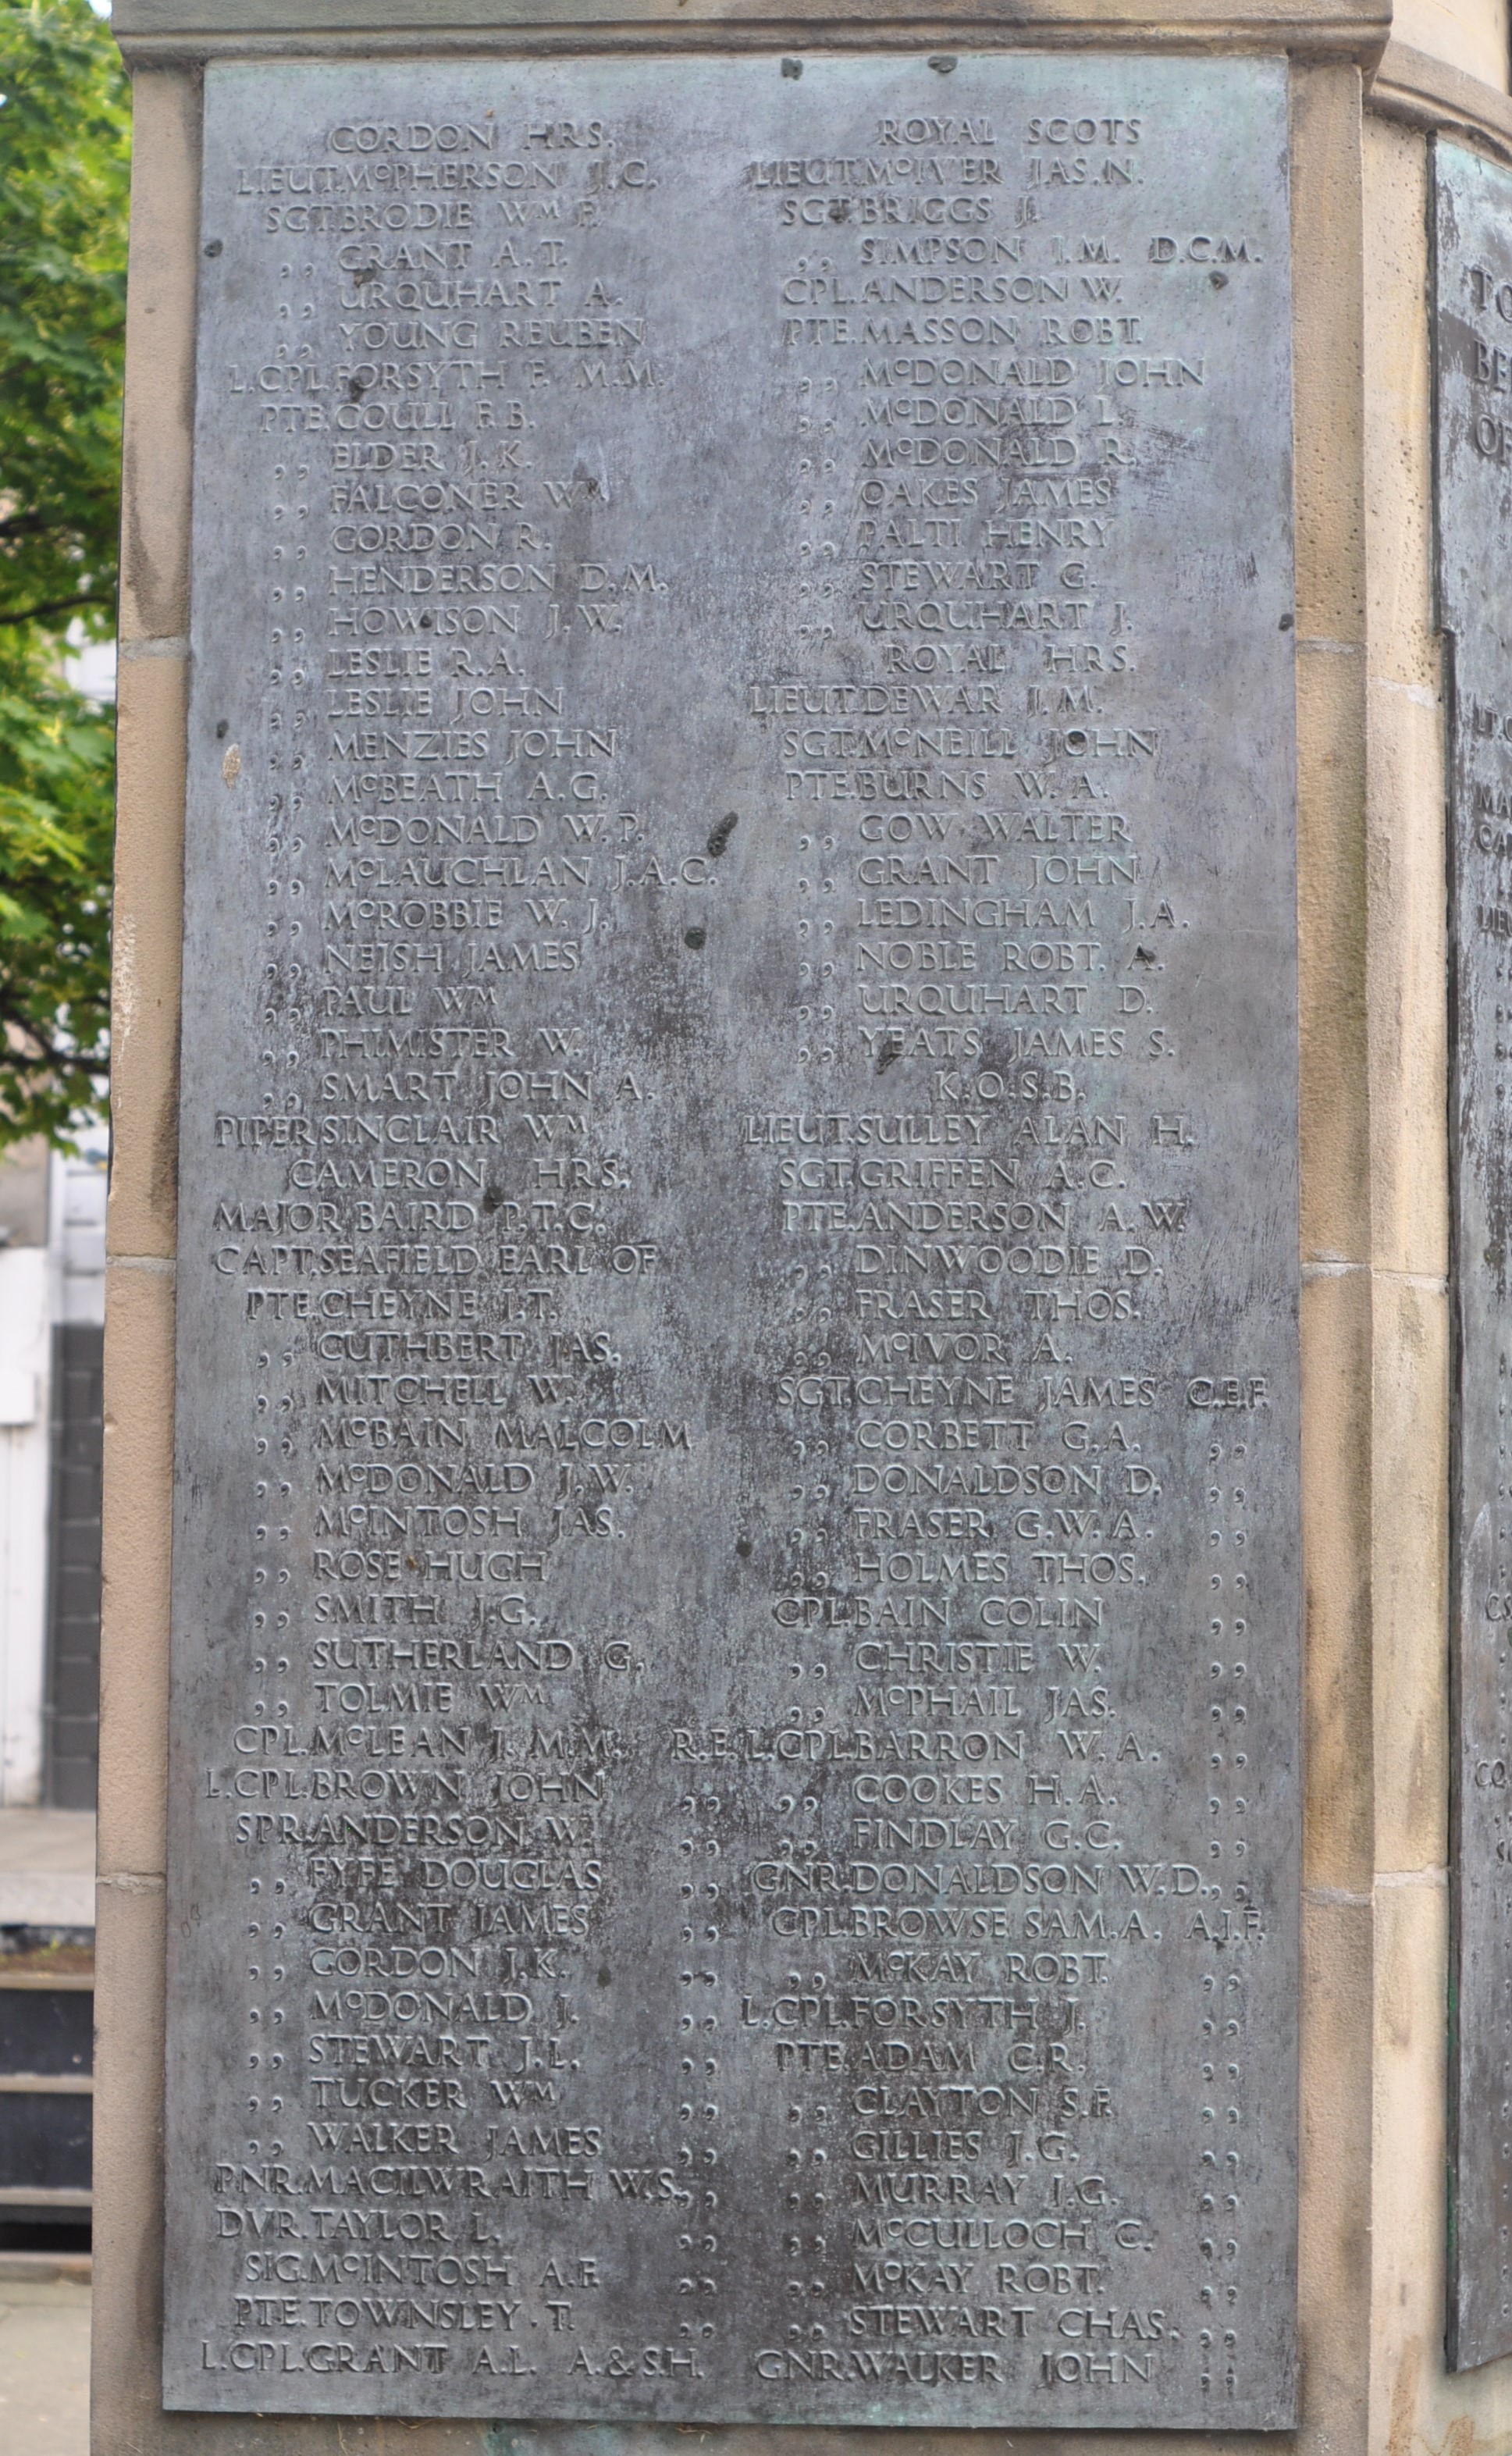 GORDON HRS.
LIEUT. McPHERSON J.C.
SGT. BRODIE Wm P.
,, GRANT A.T.
,, URQUHART A.
,, YOUNG REUBEN
L.CPL. FORSYTH F. M.M.
PTE. COULL F.B.
,, ELDER J.K.
,, FALCONER Wm
,, GORDON R.
,, HENDERSON D.M.
,, HOWISON J.W.
,, LESLIE R.A.
,, LESLIE JOHN
,, MENZIES JOHN
,, McBEATH A.G.
,, McDONALD W.P.
,, McLAUCHLAN J.A.C.
,, McROBBIE W.J.
,, NEISH JAMES
,, PAUL Wm
,, PHIMISTER W.
,, SMART JOHN A.
PIPER SINCLAIR Wm
CAMERON HRS.
MAJOR BAIRD P.T.C.
CAPT. SEAFIELD EARL OF
PTE. CHEYNE J.T.
,, CUTHBERT JAS.
,, MITCHELL W.
,, McBAIN MALCOLM
,, McDONALD J.W.
,, McINTOSH JAS.
,, ROSE HUGH
,, SMITH J.G.
,, SUTHERLAND G.
,, TOLMIE Wm
CPL. McLEAN J. M.M. R.E.
L.CPL. BROWN JOHN ,,
SPR. ANDERSON W. ,,
,, FYFE DOUGLAS ,,
,, GRANT JAMES ,,
,, GORDON J.K. ,,
,, McDONALD J. ,,
,, STEWART J.L. ,,
,, TUCKER Wm ,,
,, WALKER JAMES ,,
PNR. MACILWRAITH W.S. ,,
DVR. TAYLOR L. ,,
SIG. McINTOSH A.F. ,,
PTE. TOWNSLEY T. ,,
L.CPL. GRANT A.L. A.&S.H.
ROYAL SCOTS
LIEUT. McIVER JAS.N.
SGT. BRIGGS J.
,, SIMPSON J.M. D.C.M.
CPL. ANDERSON W.
PTE. MASSON ROBT.
,, McDONALD JOHN
,, McDONALD L.
,, McDONALD R.
,, OAKES JAMES
,, PALTI HENRY
,, STEWART G.
,, URQUHART J.
ROYAL HRS.
LIEUT. DEWAR J.M.
SGT. McNEILL JOHN
PTE. BURNS W.A.
,, GOW WALTER
,, GRANT JOHN
,, LEDINGHAM J.A.
,, NOBLE ROBT. A.
,, URQUHART D.
,, YEATS JAMES S.
K.O.S.B.
LIEUT. SULLEY ALAN H.
SGT. GRIFFEN A.C.
PTE. ANDERSON A.W.
,, DINWOODIE D.
,, FRASER THOS.
,, McIVOR A.
SGT. CHEYNE JAMES C.E.F.
,, CORBETT G.A. ,,
,, DONALDSON D. ,,
,, FRASER G.W.A. ,,
,, HOLMES THOS. ,,
CPL. BAIN COLIN ,,
,, CHRISTIE W. ,,
,, McPHAIL JAS. ,,
L.CPL. BARRON W.A. ,,
,, COOKES H.A. ,,
,, FINDLAY G.C. ,,
GNR. DONALDSON W.D. ,,
CPL. BROWSE SAM.A. A.I.F.
,, McKAY ROBT. ,,
L.CPL. FORSYTH J. ,,
PTE. ADAM C.R. ,,
,, CLAYTON S.F. ,,
,, GILLIES J.G. ,,
,, MURRAY J.G. ,,
,, McCULLOCH C. ,,
,, McKAY ROBT. ,,
,, STEWART CHAS. ,,
GNR. WALKER JOHN ,,